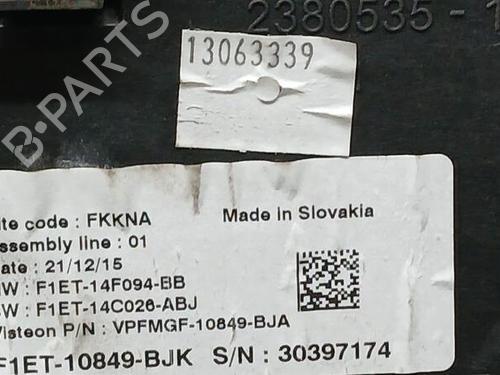 2380535-1
13063339
B-PARTS
ite code : FKKNA
Made in Slovakia
ssembly line : 01
ate : 21/12/15
W : F1ET-14F094-BB
SW : F1ET-14C026-ABJ
Visteon P/N : VPFMGF-10849-BJA
F1ET-10849-BJK S/N : 30397174